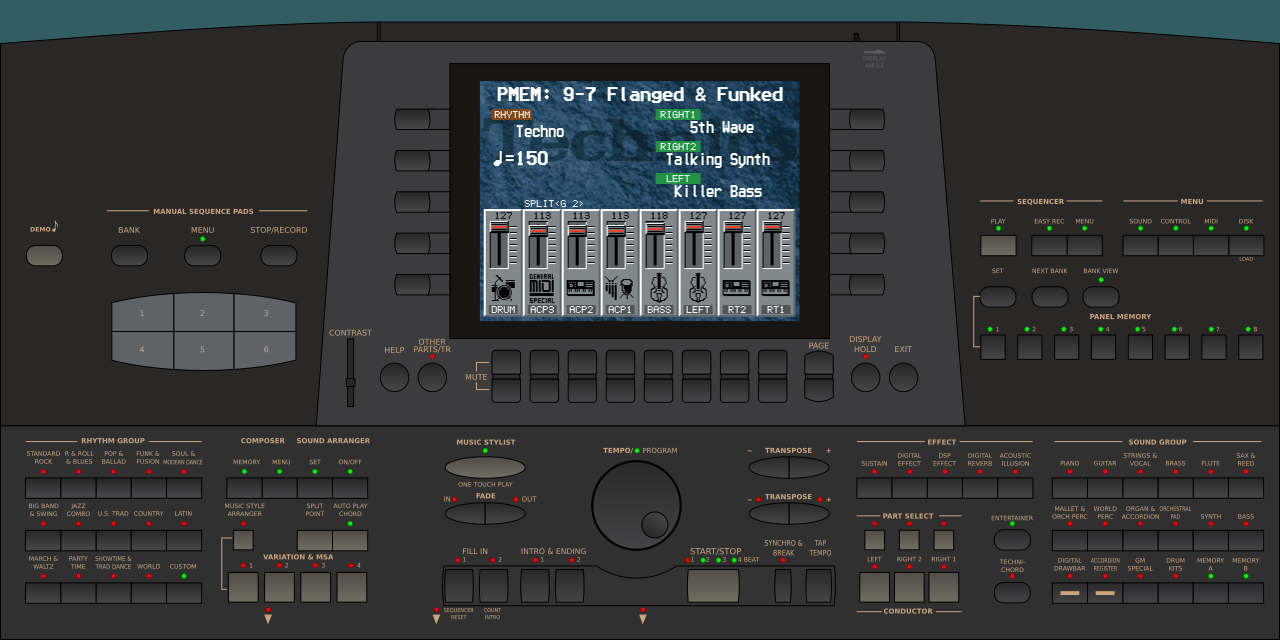 DISPLAY
ANGLE
PMEM: 9-7 Flanged & Funked
RHYTHM
Techno
♩=150
RIGHT1
5th Wave
RIGHT2
Talking Synth
LEFT
Killer Bass
Technics
SPLIT<G 2>
127 113 113 113 118 127 127 127
GENERAL
MIDI
SPECIAL
DRUM ACP3 ACP2 ACP1 BASS LEFT RT2 RT1
DEMO
MANUAL SEQUENCE PADS
BANK MENU STOP/RECORD
1 2 3
4 5 6
CONTRAST
HELP
OTHER
PARTS/TR
MUTE
PAGE
DISPLAY
HOLD
EXIT
SEQUENCER
PLAY EASY REC MENU
MENU
SOUND CONTROL MIDI DISK
LOAD
SET NEXT BANK BANK VIEW
PANEL MEMORY
1 2 3 4 5 6 7 8
RHYTHM GROUP
STANDARD
ROCK
R & ROLL
& BLUES
POP &
BALLAD
FUNK &
FUSION
SOUL &
MODERN DANCE
BIG BAND
& SWING
JAZZ
COMBO
U.S. TRAD
COUNTRY
LATIN
MARCH &
WALTZ
PARTY
TIME
SHOWTIME &
TRAD DANCE
WORLD
CUSTOM
COMPOSER
MEMORY MENU
SOUND ARRANGER
SET ON/OFF
MUSIC STYLE
ARRANGER
SPLIT
POINT
AUTO PLAY
CHORD
VARIATION & MSA
1 2 3 4
MUSIC STYLIST
ONE TOUCH PLAY
FADE
IN OUT
FILL IN
1 2
INTRO & ENDING
1 2
SEQUENCER
RESET
COUNT
INTRO
TEMPO/ PROGRAM
START/STOP
1 2 3 4 BEAT
SYNCHRO &
BREAK
TAP
TEMPO
− TRANSPOSE +
− TRANSPOSE +
EFFECT
SUSTAIN
DIGITAL
EFFECT
DSP
EFFECT
DIGITAL
REVERB
ACOUSTIC
ILLUSION
PART SELECT
LEFT RIGHT 2 RIGHT 1
CONDUCTOR
ENTERTAINER
TECHNI-
CHORD
SOUND GROUP
PIANO
GUITAR
STRINGS &
VOCAL
BRASS
FLUTE
SAX &
REED
MALLET &
ORCH PERC
WORLD
PERC
ORGAN &
ACCORDION
ORCHESTRAL
PAD
SYNTH
BASS
DIGITAL
DRAWBAR
ACCORDION
REGISTER
GM
SPECIAL
DRUM
KITS
MEMORY
A
MEMORY
B